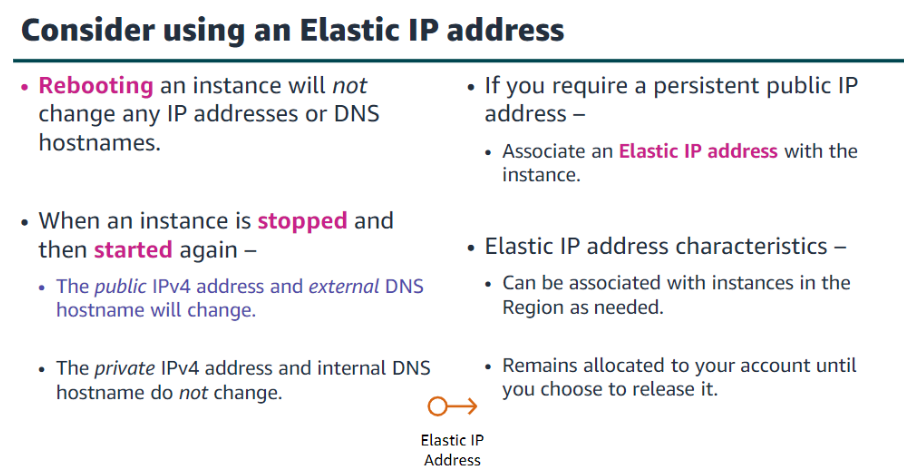 Consider using an Elastic IP address
• Rebooting an instance will not
change any IP addresses or DNS
hostnames.
• When an instance is stopped and
then started again –
• The public IPv4 address and external DNS
hostname will change.
• The private IPv4 address and internal DNS
hostname do not change.
• If you require a persistent public IP
address –
• Associate an Elastic IP address with the
instance.
• Elastic IP address characteristics –
• Can be associated with instances in the
Region as needed.
• Remains allocated to your account until
you choose to release it.
Elastic IP
Address